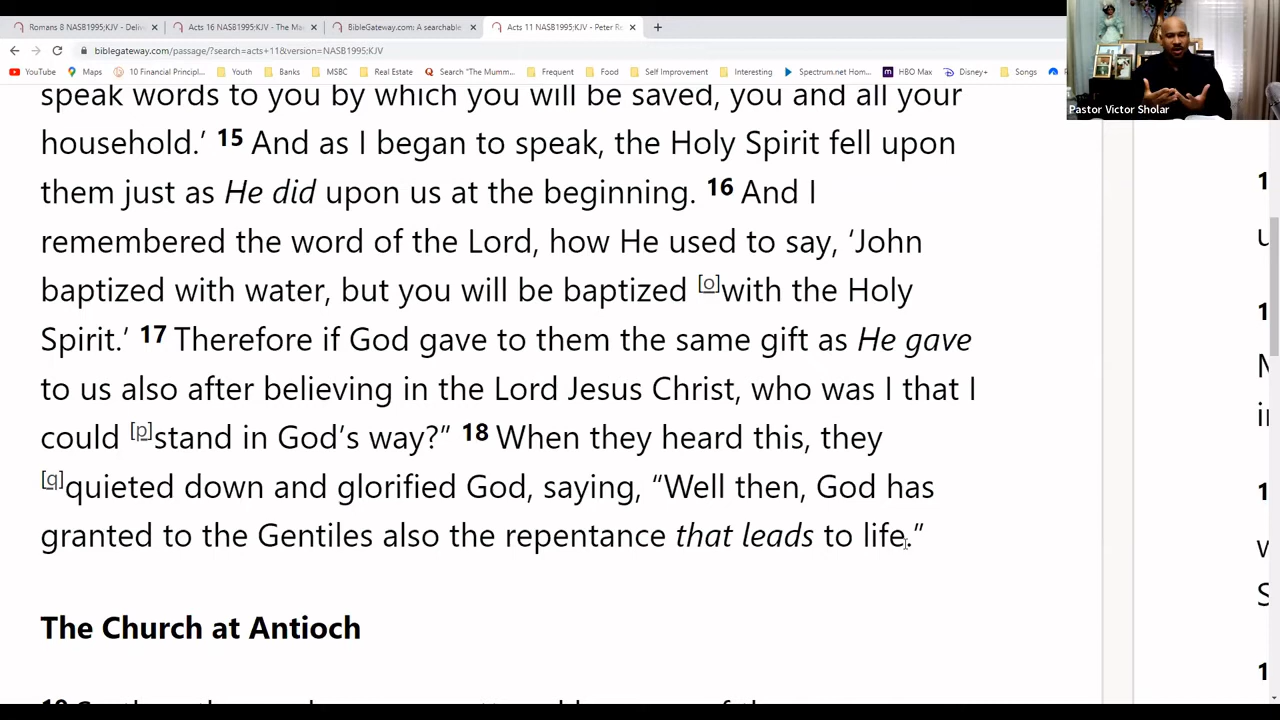 Romans 8 NASB1995;KJV - Deliv
Acts 16 NASB1995;KJV - The Ma
BibleGateway.com: A searchable
Acts 11 NASB1995;KJV - Peter Re
biblegateway.com/passage/?search=acts+11&version=NASB1995;KJV
YouTube Maps 10 Financial Principl... Youth Banks MSBC Real Estate Search "The Mumm... Frequent Food Self Improvement Interesting Spectrum.net Hom... HBO Max Disney+ Songs
Pastor Victor Sholar
speak words to you by which you will be saved, you and all your
household.’ 15 And as I began to speak, the Holy Spirit fell upon
them just as He did upon us at the beginning. 16 And I
remembered the word of the Lord, how He used to say, ‘John
baptized with water, but you will be baptized [o]with the Holy
Spirit.’ 17 Therefore if God gave to them the same gift as He gave
to us also after believing in the Lord Jesus Christ, who was I that I
could [p]stand in God’s way?” 18 When they heard this, they
[q]quieted down and glorified God, saying, “Well then, God has
granted to the Gentiles also the repentance that leads to life.”
The Church at Antioch